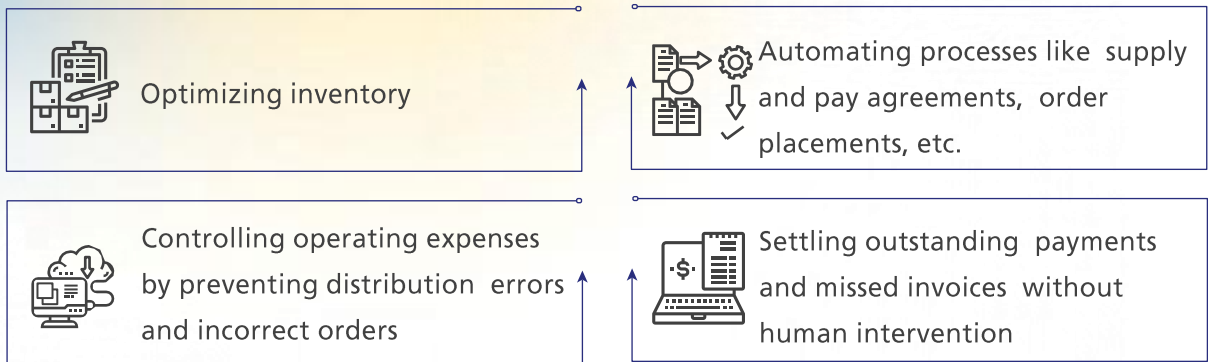 Optimizing inventory
Automating processes like supply
and pay agreements, order
placements, etc.
Controlling operating expenses
by preventing distribution errors
and incorrect orders
$
Settling outstanding payments
and missed invoices without
human intervention